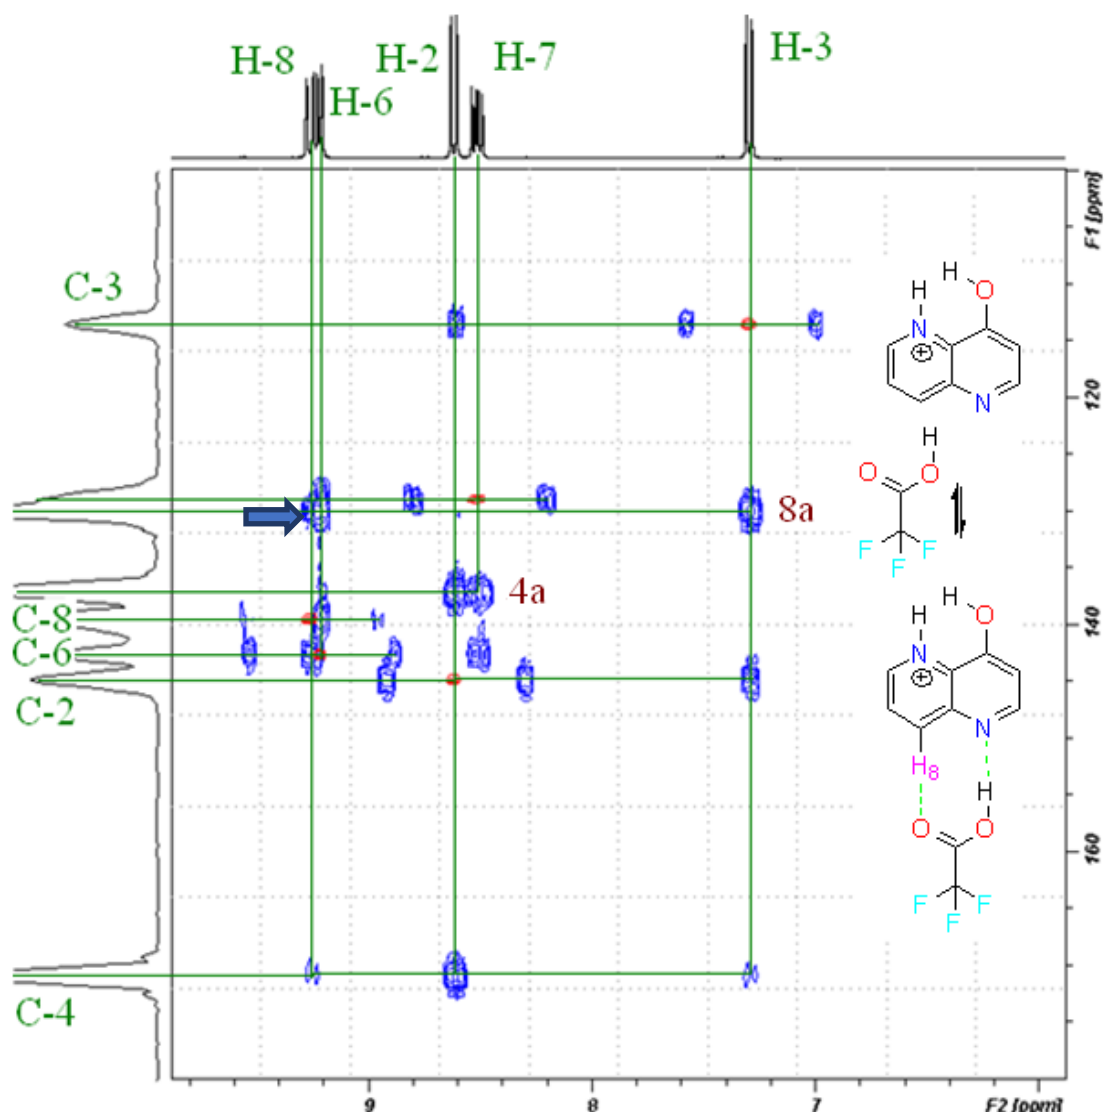 H-8
H-6
H-2
H-7
H-3
F1 [ppm]
C-3
120
8a
4a
C-8
140
C-6
C-2
160
C-4
9
8
7
F2 [ppm]
H
H
O
N
+
N
H
O
O
F
F
F
H
H
O
N
+
N
H8
H
O
O
F
F
F